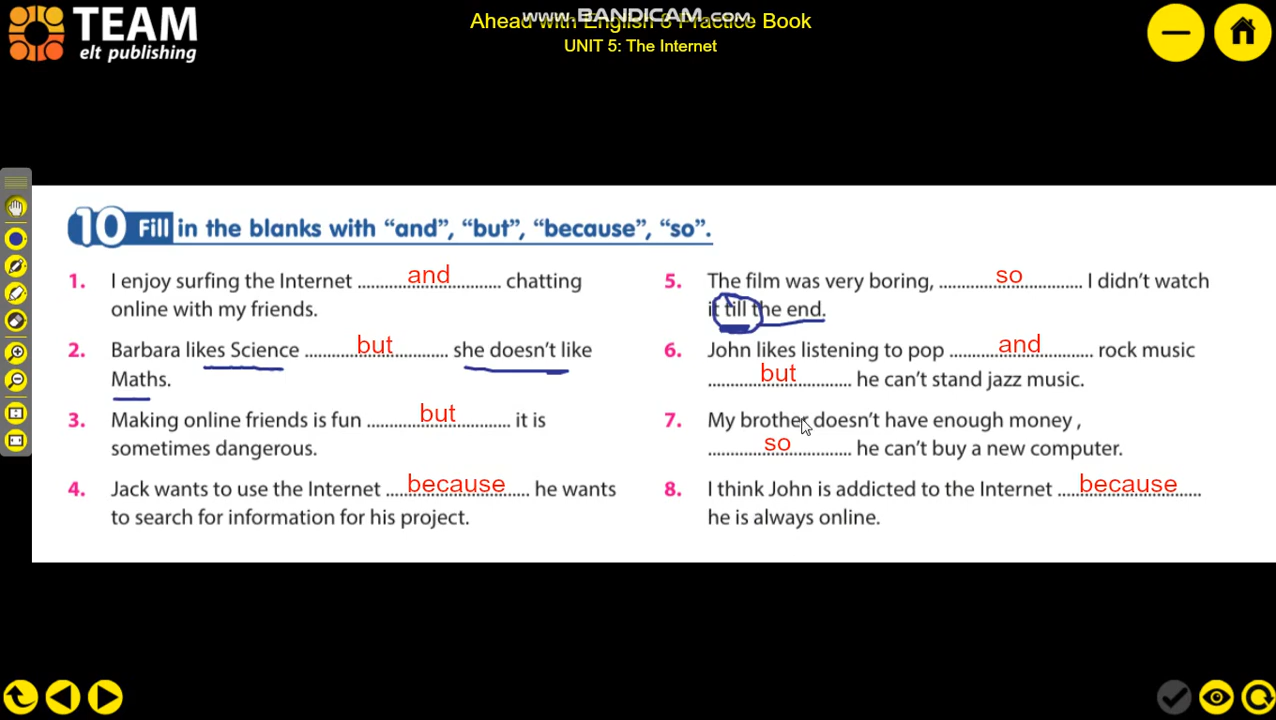 TEAM
elt publishing
www.BANDICAM.com
Ahead with English 8 Practice Book
UNIT 5: The Internet
10 Fill in the blanks with “and”, “but”, “because”, “so”.
1. I enjoy surfing the Internet .......... and .......... chatting
online with my friends.
2. Barbara likes Science .......... but .......... she doesn’t like
Maths.
3. Making online friends is fun .......... but .......... it is
sometimes dangerous.
4. Jack wants to use the Internet .......... because .......... he wants
to search for information for his project.
5. The film was very boring, .......... so .......... I didn’t watch
it till the end.
6. John likes listening to pop .......... and .......... rock music
.......... but .......... he can’t stand jazz music.
7. My brother doesn’t have enough money ,
.......... so .......... he can’t buy a new computer.
8. I think John is addicted to the Internet .......... because ..........
he is always online.